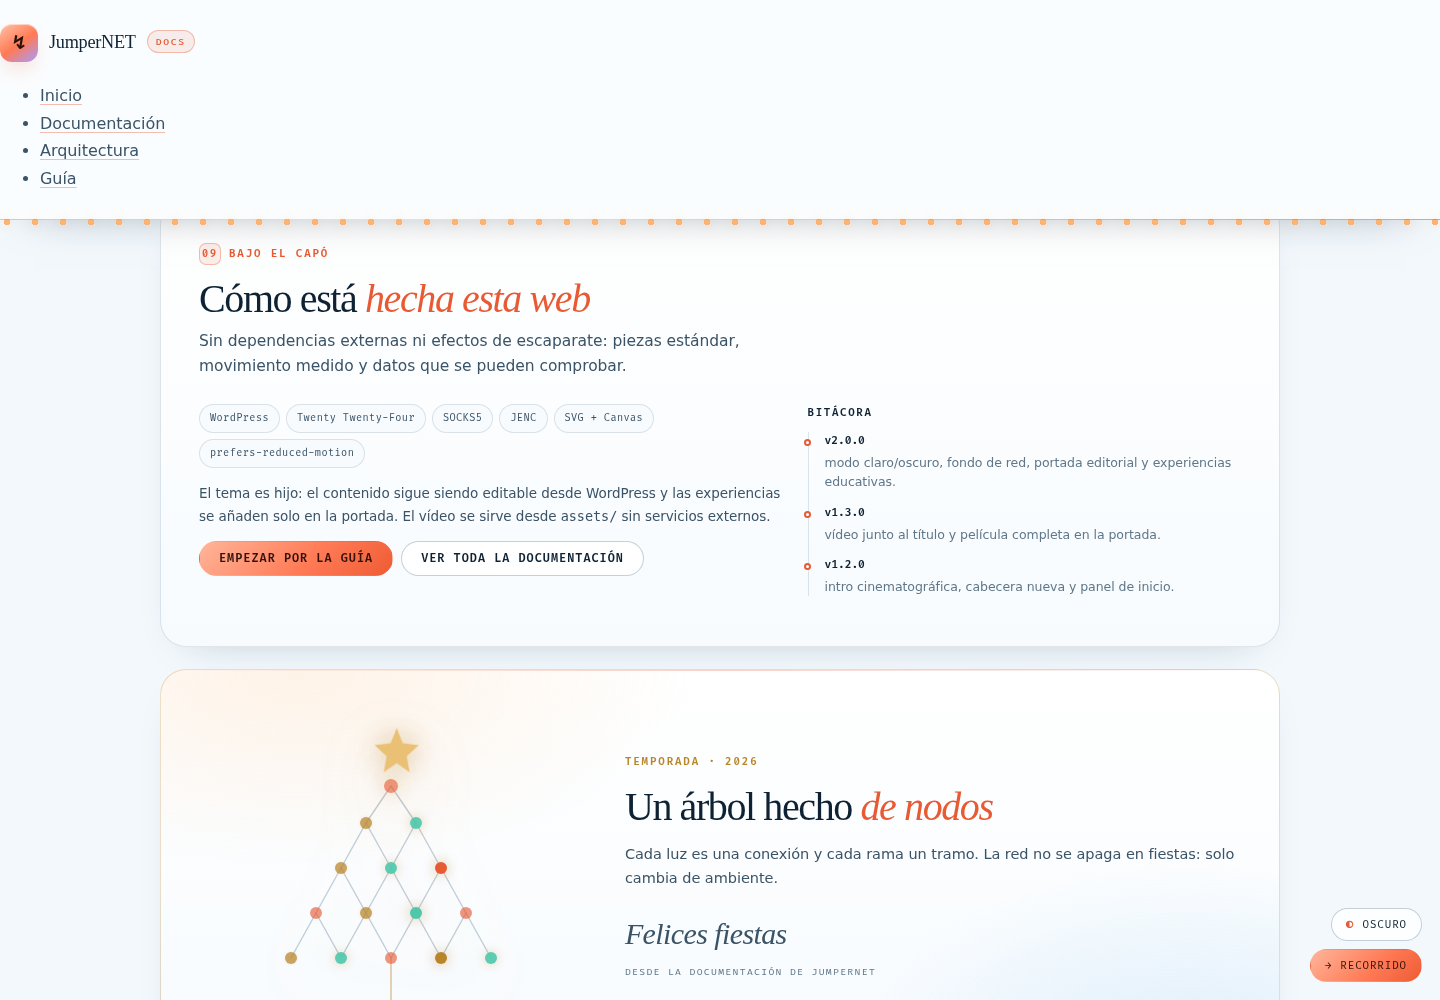 JumperNET DOCS
Inicio
Documentación
Arquitectura
Guía
09 BAJO EL CAPÓ
Cómo está hecha esta web
Sin dependencias externas ni efectos de escaparate: piezas estándar,
movimiento medido y datos que se pueden comprobar.
WordPress Twenty Twenty-Four SOCKS5 JENC SVG + Canvas
prefers-reduced-motion
El tema es hijo: el contenido sigue siendo editable desde WordPress y las experiencias
se añaden solo en la portada. El vídeo se sirve desde assets/ sin servicios externos.
EMPEZAR POR LA GUÍA VER TODA LA DOCUMENTACIÓN
BITÁCORA
v2.0.0
modo claro/oscuro, fondo de red, portada editorial y experiencias
educativas.
v1.3.0
vídeo junto al título y película completa en la portada.
v1.2.0
intro cinematográfica, cabecera nueva y panel de inicio.
TEMPORADA · 2026
Un árbol hecho de nodos
Cada luz es una conexión y cada rama un tramo. La red no se apaga en fiestas: solo
cambia de ambiente.
Felices fiestas
DESDE LA DOCUMENTACIÓN DE JUMPERNET
◐ OSCURO
→ RECORRIDO